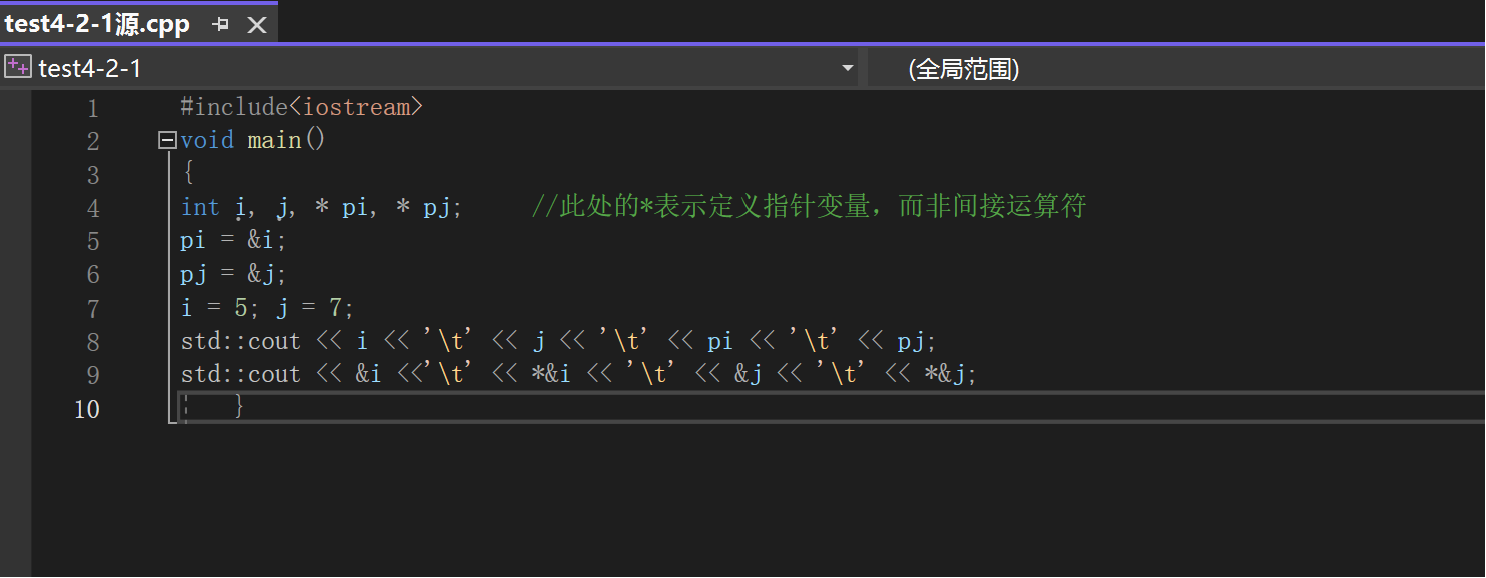 test4-2-1源.cpp
test4-2-1
(全局范围)
1 #include<iostream>
2 void main()
3 {
4 int i, j, * pi, * pj; //此处的*表示定义指针变量，而非间接运算符
5 pi = &i;
6 pj = &j;
7 i = 5; j = 7;
8 std::cout << i << '\t' << j << '\t' << pi << '\t' << pj;
9 std::cout << &i <<'\t' << *&i << '\t' << &j << '\t' << *&j;
10 }